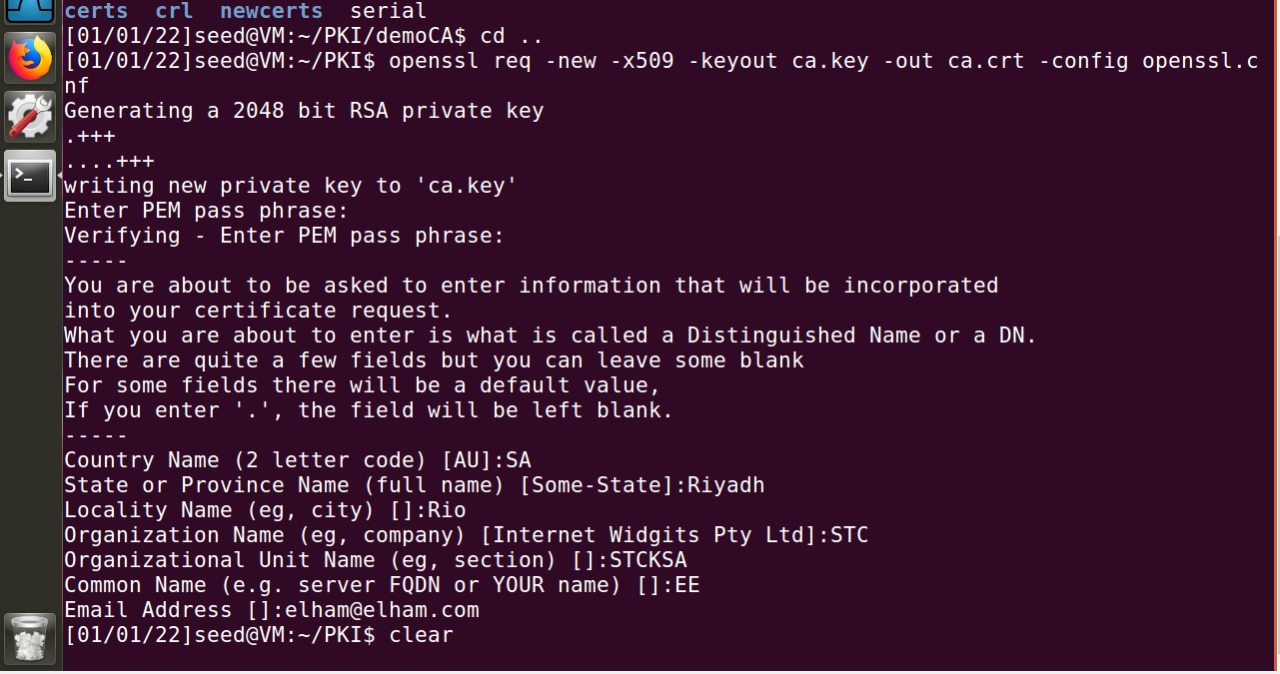 certs  crl  newcerts  serial
[01/01/22]seed@VM:~/PKI/demoCA$ cd ..
[01/01/22]seed@VM:~/PKI$ openssl req -new -x509 -keyout ca.key -out ca.crt -config openssl.c
nf
Generating a 2048 bit RSA private key
.+++
....+++
writing new private key to 'ca.key'
Enter PEM pass phrase:
Verifying - Enter PEM pass phrase:
-----
You are about to be asked to enter information that will be incorporated
into your certificate request.
What you are about to enter is what is called a Distinguished Name or a DN.
There are quite a few fields but you can leave some blank
For some fields there will be a default value,
If you enter '.', the field will be left blank.
-----
Country Name (2 letter code) [AU]:SA
State or Province Name (full name) [Some-State]:Riyadh
Locality Name (eg, city) []:Rio
Organization Name (eg, company) [Internet Widgits Pty Ltd]:STC
Organizational Unit Name (eg, section) []:STCKSA
Common Name (e.g. server FQDN or YOUR name) []:EE
Email Address []:elham@elham.com
[01/01/22]seed@VM:~/PKI$ clear